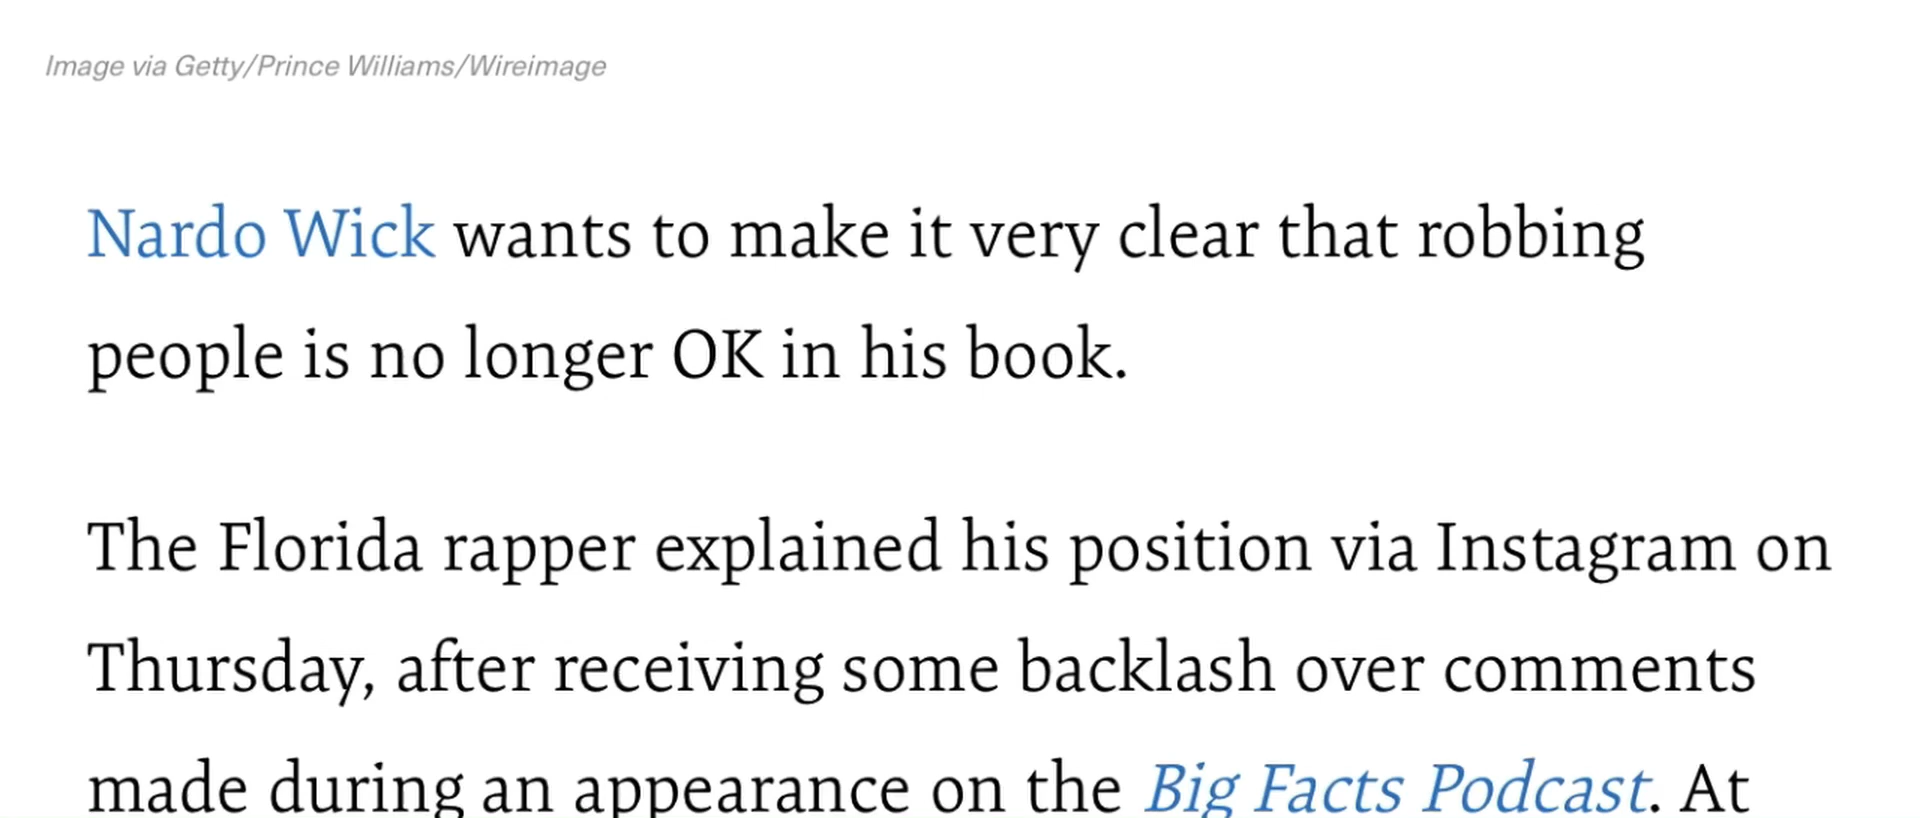 Image via Getty/Prince Williams/Wireimage
Nardo Wick wants to make it very clear that robbing
people is no longer OK in his book.
The Florida rapper explained his position via Instagram on
Thursday, after receiving some backlash over comments
made during an appearance on the Big Facts Podcast. At